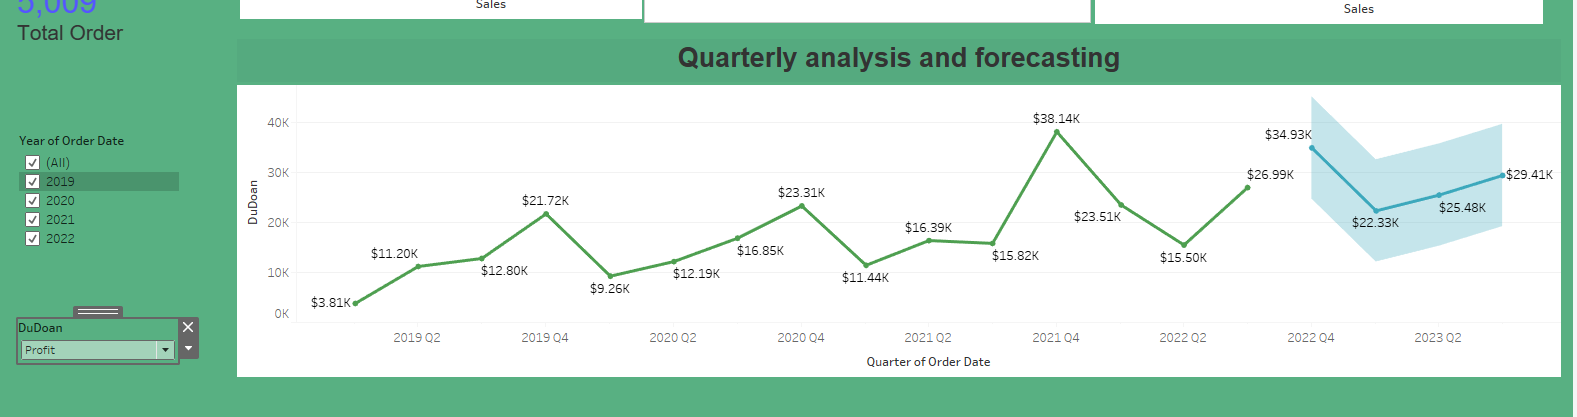 5,009
Total Order
Sales
Sales
Quarterly analysis and forecasting
Year of Order Date
(All)
2019
2020
2021
2022
DuDoan
Profit
DuDoan
40K
30K
20K
10K
0K
$3.81K
$11.20K
$12.80K
$21.72K
$9.26K
$12.19K
$16.85K
$23.31K
$11.44K
$16.39K
$15.82K
$38.14K
$23.51K
$15.50K
$26.99K
$34.93K
$22.33K
$25.48K
$29.41K
2019 Q2
2019 Q4
2020 Q2
2020 Q4
2021 Q2
2021 Q4
2022 Q2
2022 Q4
2023 Q2
Quarter of Order Date